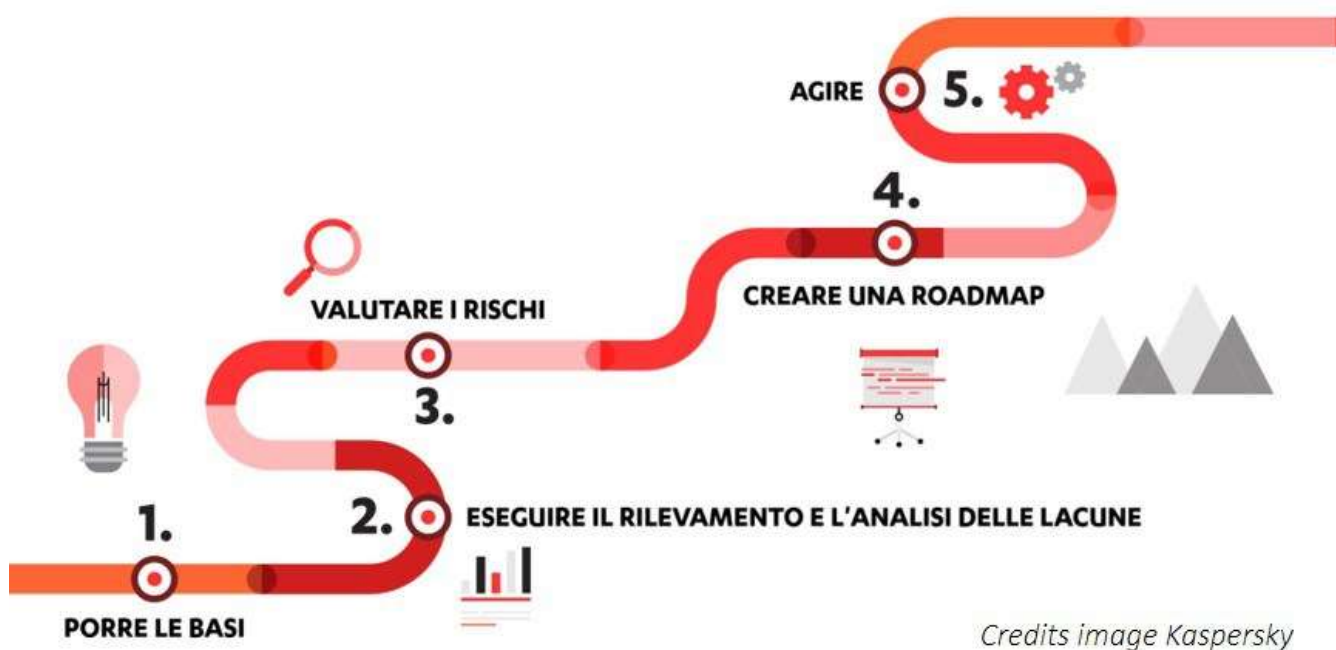 1.
PORRE LE BASI
2.
ESEGUIRE IL RILEVAMENTO E L'ANALISI DELLE LACUNE
VALUTARE I RISCHI
3.
4.
CREARE UNA ROADMAP
AGIRE
5.
Credits image Kaspersky